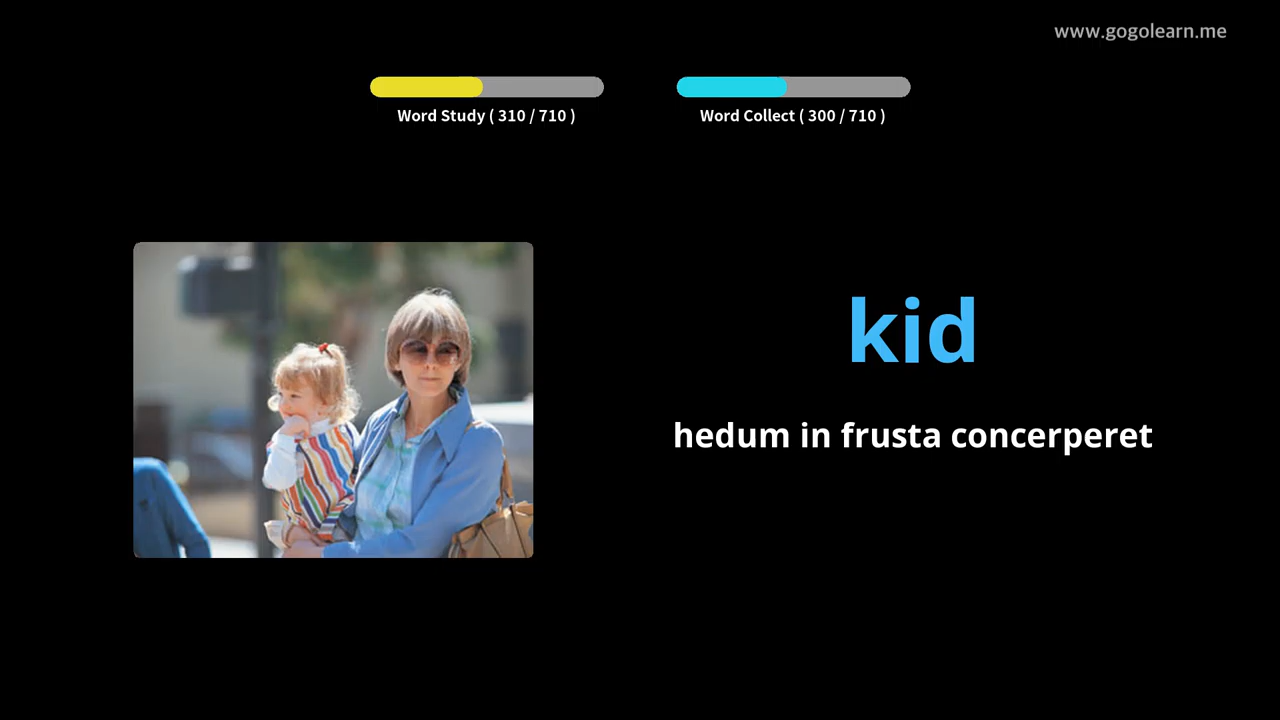 www.gogolearn.me
Word Study ( 310 / 710 )
Word Collect ( 300 / 710 )
kid
hedum in frusta concerperet